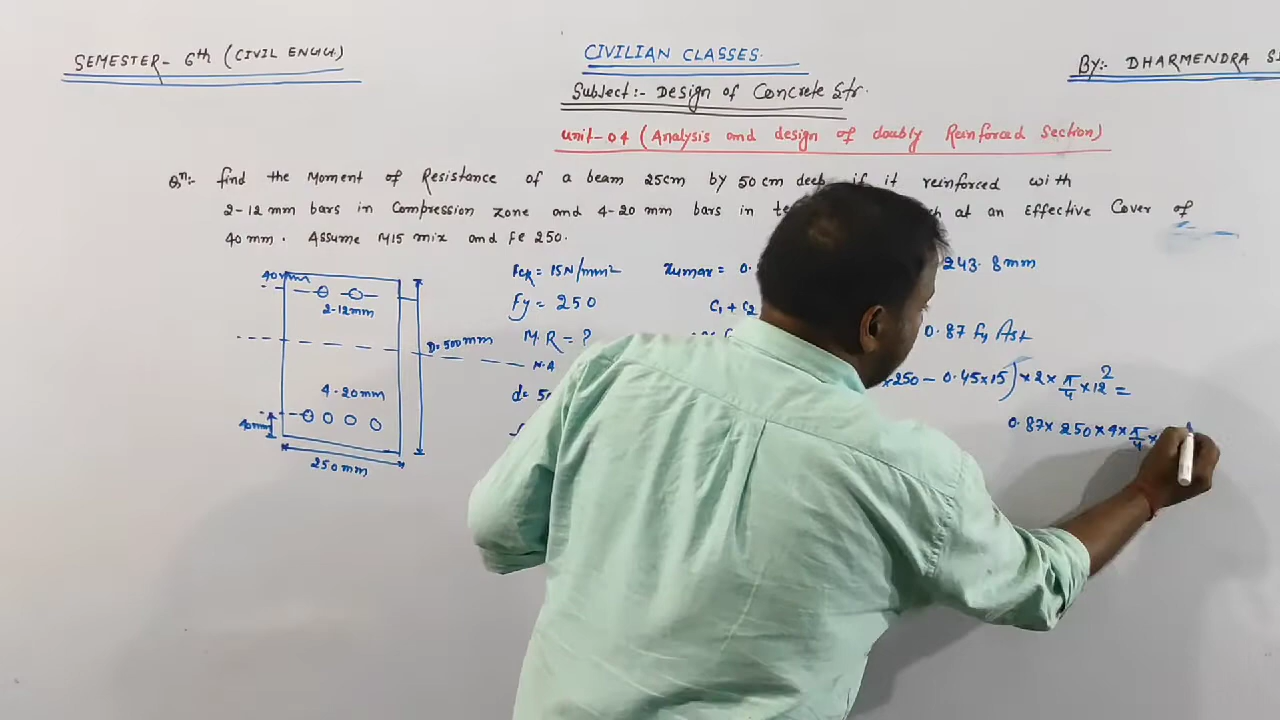 SEMESTER- 6th (CIVIL ENGG.)
CIVILIAN CLASSES.
BY:- DHARMENDRA
Subject:- Design of Concrete Str.
Unit-04 (Analysis and design of doubly Reinforced Section)
Qn:- find the Moment of Resistance of a beam 25cm by 50cm deep if it reinforced with
2-12 mm bars in Compression zone and 4-20 mm bars in at an Effective Cover of
40 mm. Assume M15 mix and fe 250.
40mm
2-12mm
D=500mm
N.A
4-20mm
40mm
250mm
Fck = 15N/mm2
Fy = 250
M.R = ?
xumax = 0. 243.8mm
C1 + C2 0.87 fy Ast
×250 - 0.45×15) × 2 × π/4 × 12² =
0.87× 250×4×π/4×